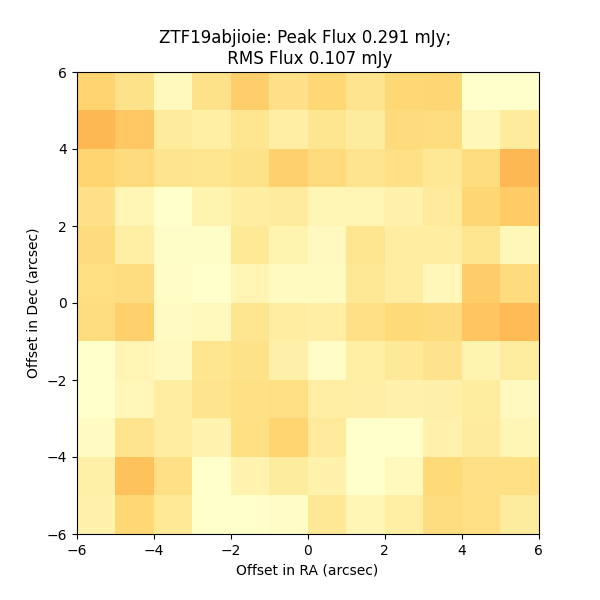 ZTF19abjioie: Peak Flux 0.291 mJy;
RMS Flux 0.107 mJy
6
4
2
0
−2
−4
−6
Offset in Dec (arcsec)
−6 −4 −2 0 2 4 6
Offset in RA (arcsec)